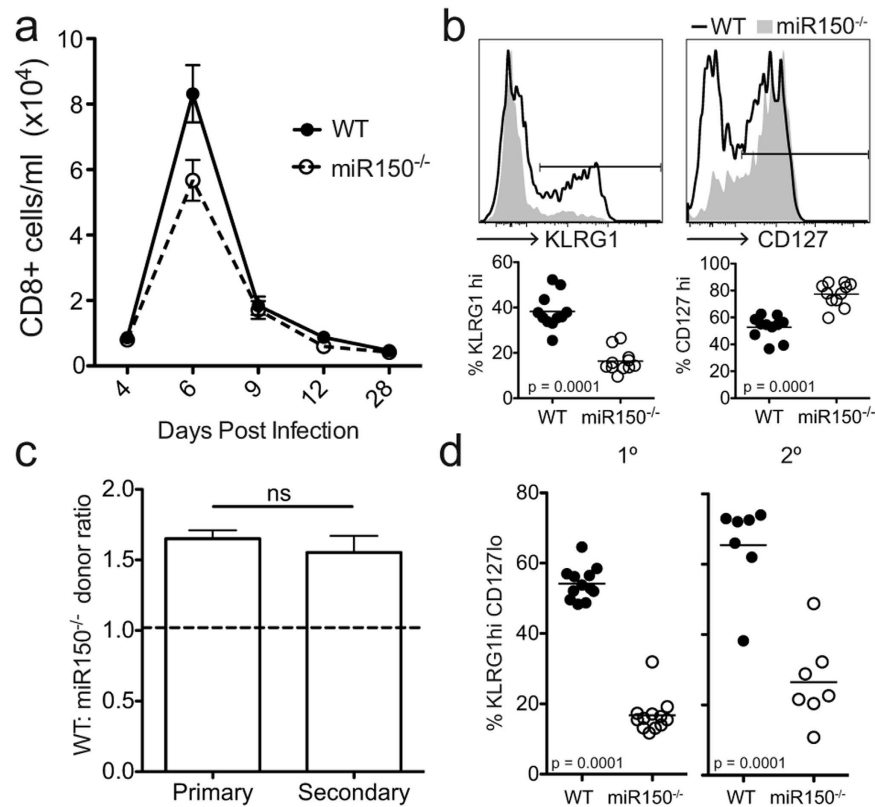 a
10
8
6
4
2
0
CD8+ cells/ml (x10⁴)
WT
miR150⁻/⁻
4 6 9 12 28
Days Post Infection
b
WT miR150⁻/⁻
KLRG1
CD127
60
40
20
0
% KLRG1 hi
p = 0.0001
WT miR150⁻/⁻
100
80
60
40
20
0
% CD127 hi
p = 0.0001
WT miR150⁻/⁻
c
2.0
1.5
1.0
0.5
0.0
WT: miR150⁻/⁻ donor ratio
ns
Primary Secondary
d
1º 2º
80
60
40
20
0
% KLRG1hi CD127lo
p = 0.0001
WT miR150⁻/⁻
p = 0.0001
WT miR150⁻/⁻